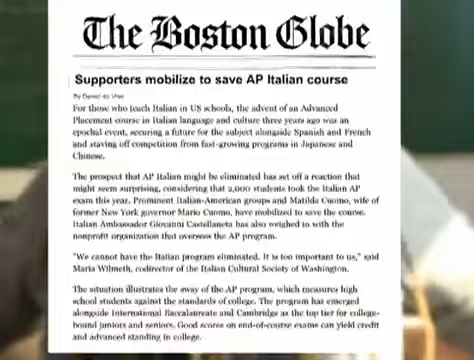 The Boston Globe
Supporters mobilize to save AP Italian course
By Daniel de Vise
For those who teach Italian in US schools, the advent of an Advanced
Placement course in Italian language and culture three years ago was an
epochal event, securing a future for the subject alongside Spanish and French
and staving off competition from fast-growing programs in Japanese and
Chinese.
The prospect that AP Italian might be eliminated has set off a reaction that
might seem surprising, considering that 2,000 students took the Italian AP
exam this year. Prominent Italian-American groups and Matilda Cuomo, wife of
former New York governor Mario Cuomo, have mobilized to save the course.
Italian Ambassador Giovanni Castellaneta has also weighed in with the
nonprofit organization that oversees the AP program.
"We cannot have the Italian program eliminated. It is too important to us," said
Maria Wilmeth, codirector of the Italian Cultural Society of Washington.
The situation illustrates the sway of the AP program, which measures high
school students against the standards of college. The program has emerged
alongside International Baccalaureate and Cambridge as the top tier for college-
bound juniors and seniors. Good scores on end-of-course exams can yield credit
and advanced standing in college.